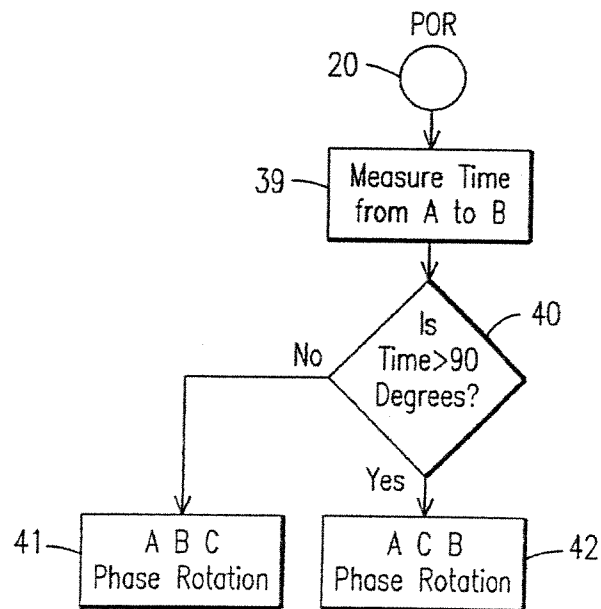 POR
20
39
Measure Time
from A to B
40
Is
Time>90
Degrees?
No
Yes
41
A B C
Phase Rotation
A C B
Phase Rotation
42